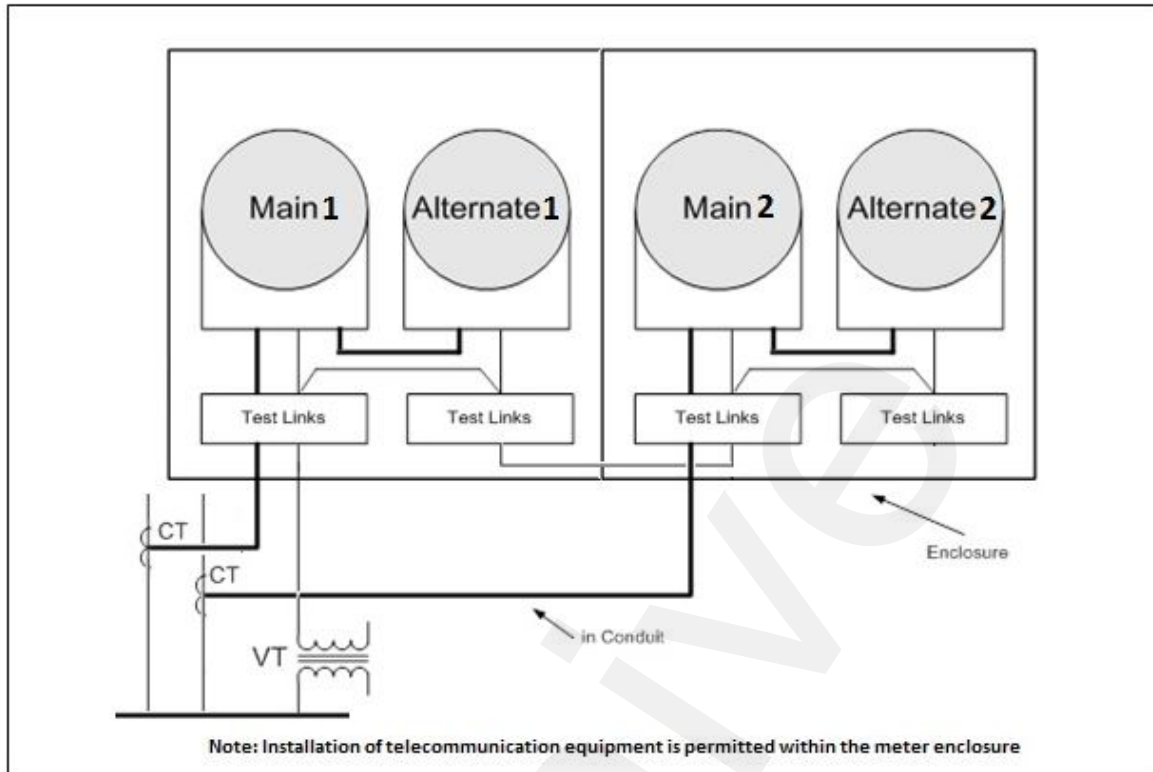 Main 1
Alternate 1
Main 2
Alternate 2
Test Links
Test Links
Test Links
Test Links
CT
CT
Enclosure
in Conduit
VT
Note: Installation of telecommunication equipment is permitted within the meter enclosure